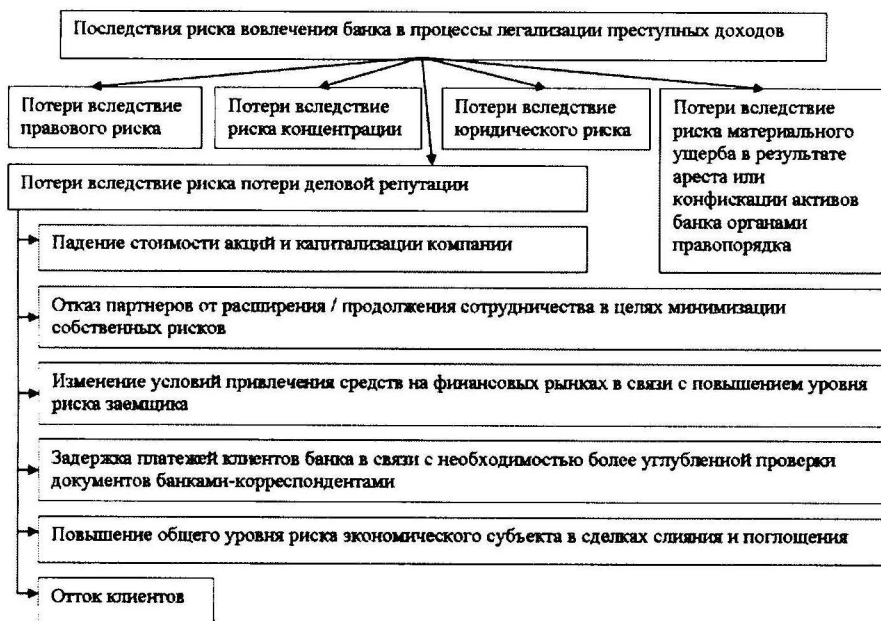 Последствия риска вовлечения банка в процессы легализации преступных доходов
Потери вследствие
правового риска
Потери вследствие
риска концентрации
Потери вследствие
юридического риска
Потери вследствие
риска материального
ущерба в результате
ареста или
конфискации активов
банка органами
правопорядка
Потери вследствие риска потери деловой репутации
Падение стоимости акций и капитализации компании
Отказ партнеров от расширения / продолжения сотрудничества в целях минимизации
собственных рисков
Изменение условий привлечения средств на финансовых рынках в связи с повышением уровня
риска заемщика
Задержка платежей клиентов банка в связи с необходимостью более углубленной проверки
документов банками-корреспондентами
Повышение общего уровня риска экономического субъекта в сделках слияния и поглощения
Отток клиентов